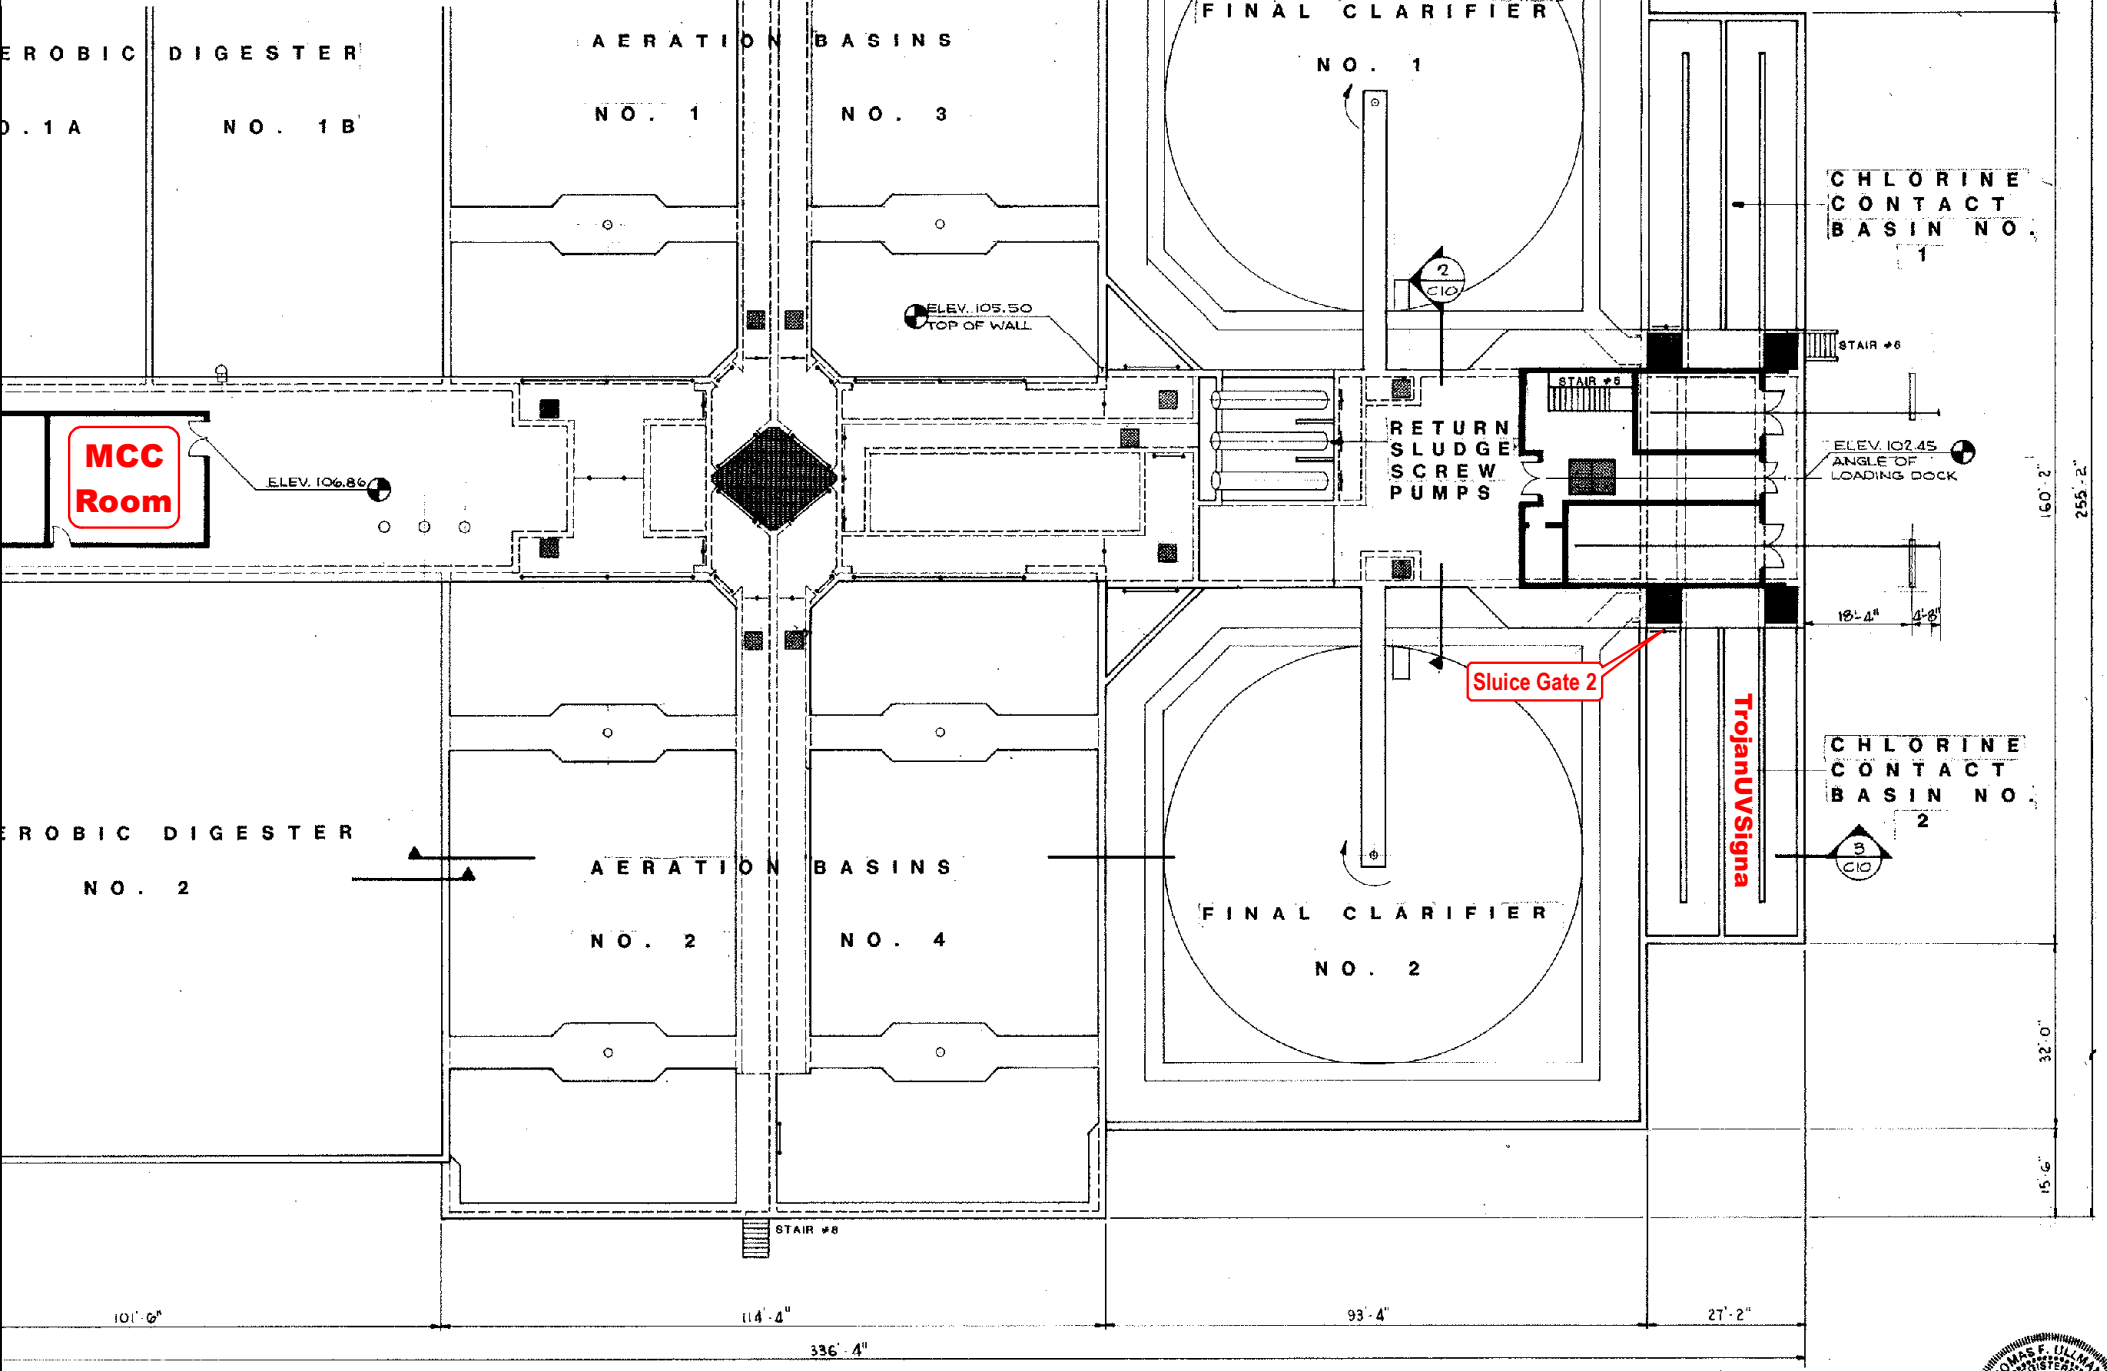 FINAL CLARIFIER
NO. 1
AERATION BASINS
NO. 1
NO. 3
EROBIC DIGESTER
O.1A
NO. 1B
CHLORINE
CONTACT
BASIN NO.
1
2
C10
ELEV. 105.50
TOP OF WALL
STAIR #6
STAIR #5
MCC
Room
ELEV. 106.86
RETURN
SLUDGE
SCREW
PUMPS
ELEV. 102.45
ANGLE OF
LOADING DOCK
160'-2"
255'-2"
18'-4"
4'-8"
Sluice Gate 2
TrojanUVSigna
CHLORINE
CONTACT
BASIN NO.
2
3
C10
EROBIC DIGESTER
NO. 2
AERATION BASINS
NO. 2
NO. 4
FINAL CLARIFIER
NO. 2
32'-0"
15'-6"
STAIR #8
101'-6"
114'-4"
93'-4"
27'-2"
336'-4"
OMAS F. ULLMA